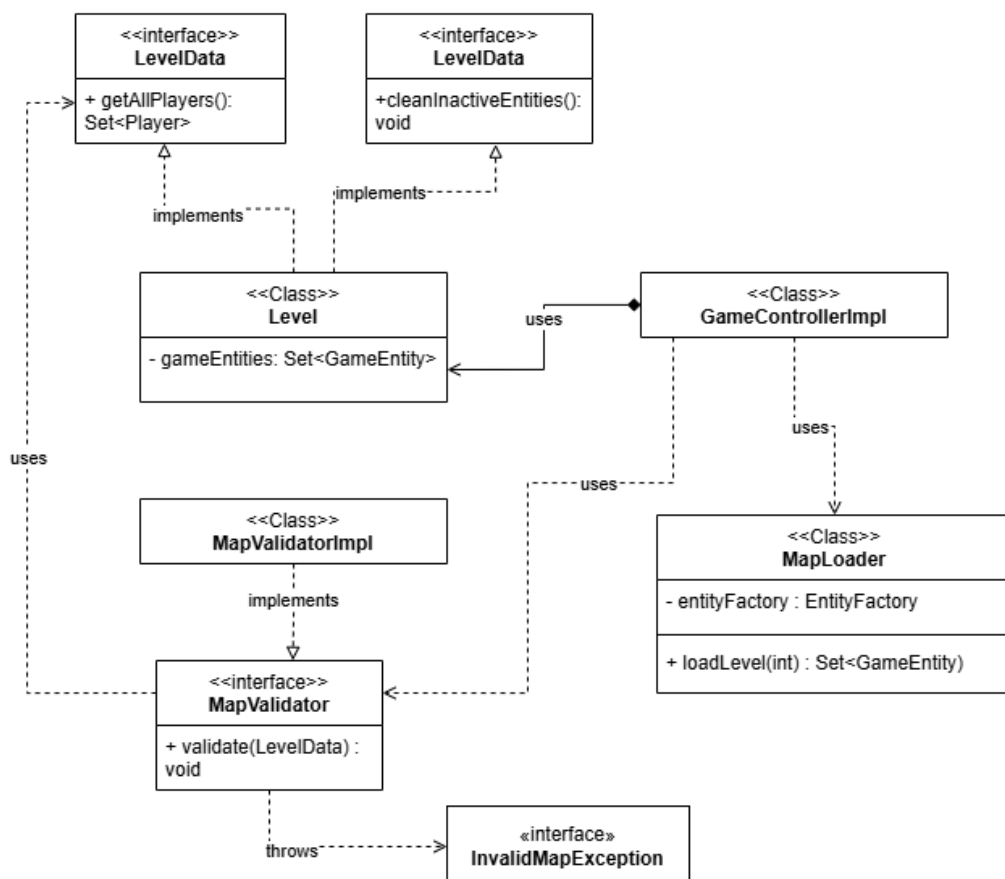 <<interface>>
LevelData
+ getAllPlayers():
Set<Player>
<<interface>>
LevelData
+cleanInactiveEntities():
void
implements
implements
<<Class>>
Level
- gameEntities: Set<GameEntity>
uses
<<Class>>
GameControllerImpl
uses
uses
uses
<<Class>>
MapValidatorImpl
implements
<<Class>>
MapLoader
- entityFactory : EntityFactory
+ loadLevel(int) : Set<GameEntity)
<<interface>>
MapValidator
+ validate(LevelData) :
void
throws
«interface»
InvalidMapException